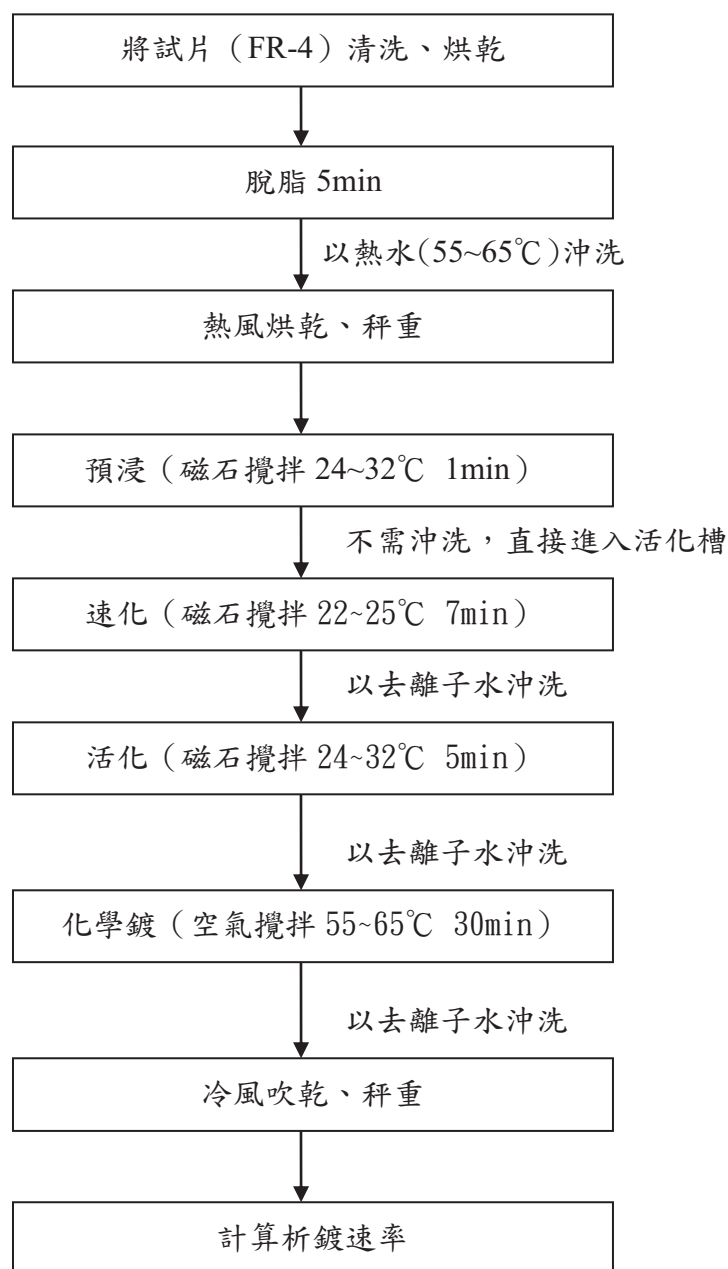 將試片（FR-4）清洗、烘乾
脫脂 5min
以熱水(55~65℃)沖洗
熱風烘乾、秤重
預浸（磁石攪拌 24~32℃ 1min）
不需沖洗，直接進入活化槽
速化（磁石攪拌 22~25℃ 7min）
以去離子水沖洗
活化（磁石攪拌 24~32℃ 5min）
以去離子水沖洗
化學鍍（空氣攪拌 55~65℃ 30min）
以去離子水沖洗
冷風吹乾、秤重
計算析鍍速率